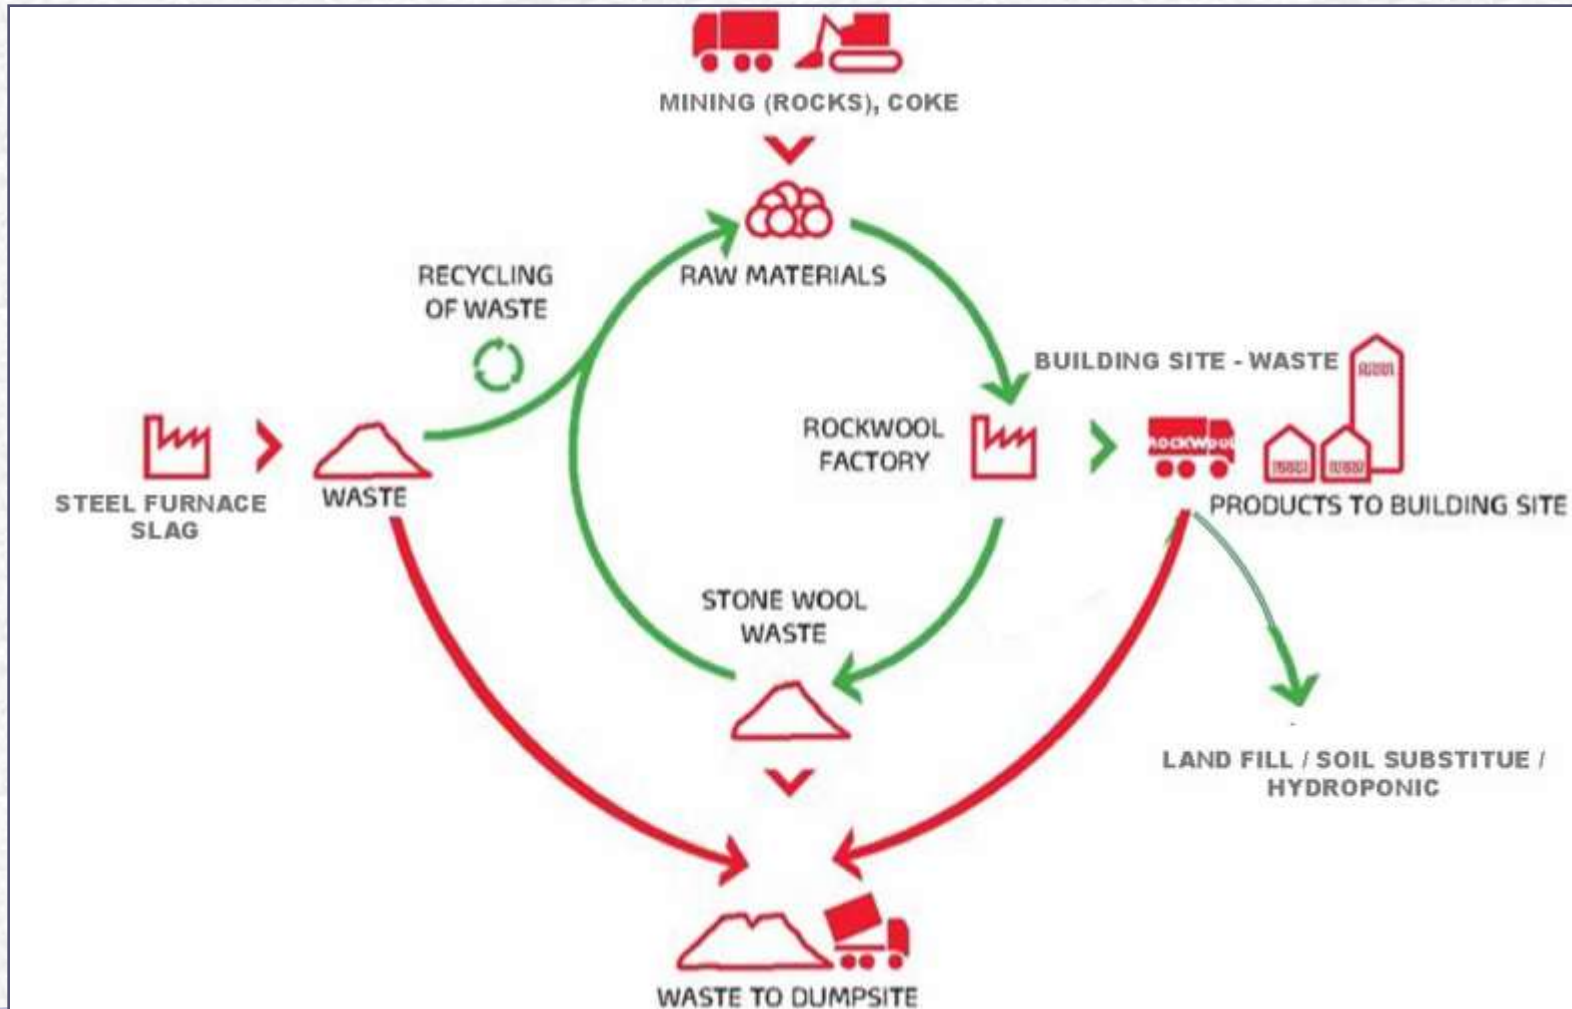 MINING (ROCKS), COKE
RAW MATERIALS
RECYCLING
OF WASTE
BUILDING SITE - WASTE
ROCKWOOL
FACTORY
ROCKWOOL
PRODUCTS TO BUILDING SITE
STEEL FURNACE
SLAG
WASTE
STONE WOOL
WASTE
LAND FILL / SOIL SUBSTITUE /
HYDROPONIC
WASTE TO DUMPSITE